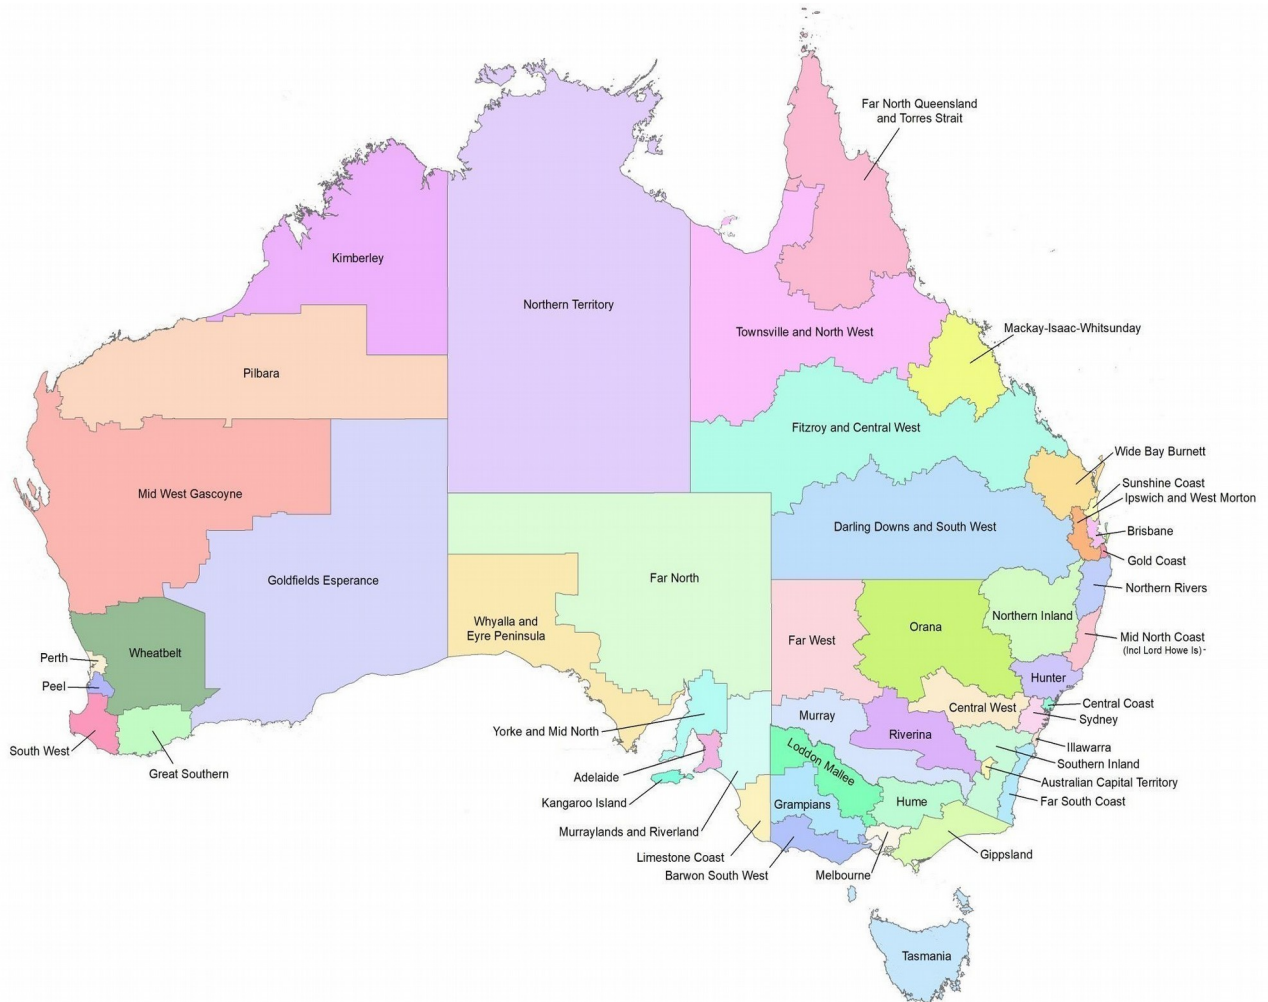 Far North Queensland
and Torres Strait
Kimberley
Northern Territory
Townsville and North West
Mackay-Isaac-Whitsunday
Pilbara
Fitzroy and Central West
Wide Bay Burnett
Sunshine Coast
Ipswich and West Morton
Mid West Gascoyne
Darling Downs and South West
Brisbane
Gold Coast
Goldfields Esperance
Far North
Northern Rivers
Whyalla and
Eyre Peninsula
Northern Inland
Orana
Far West
Mid North Coast
(Incl Lord Howe Is)-
Wheatbelt
Perth
Peel
Hunter
Central West
Central Coast
Sydney
Murray
Riverina
Yorke and Mid North
South West
Great Southern
Illawarra
Southern Inland
Loddon Mallee
Adelaide
Australian Capital Territory
Kangaroo Island
Grampians
Hume
Far South Coast
Murraylands and Riverland
Limestone Coast
Gippsland
Barwon South West
Melbourne
Tasmania